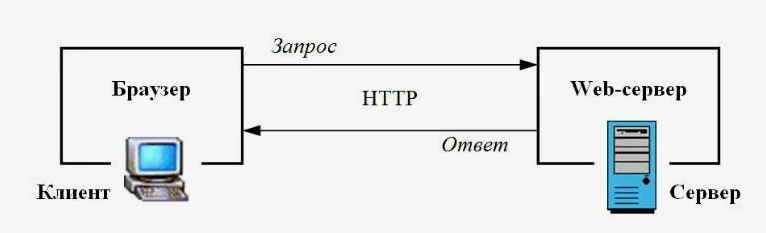 Запрос
Браузер
HTTP
Web-сервер
Ответ
Клиент
Сервер